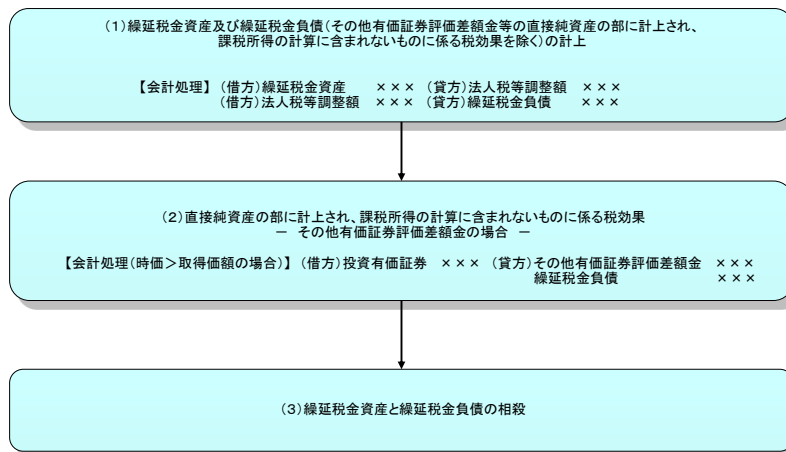 (1)繰延税金資産及び繰延税金負債(その他有価証券評価差額金等の直接純資産の部に計上され、
課税所得の計算に含まれないものに係る税効果を除く)の計上
【会計処理】 (借方)繰延税金資産 ××× (貸方)法人税等調整額 ×××
(借方)法人税等調整額 ××× (貸方)繰延税金負債 ×××
(2)直接純資産の部に計上され、課税所得の計算に含まれないものに係る税効果
― その他有価証券評価差額金の場合 ―
【会計処理(時価>取得価額の場合)】 (借方)投資有価証券 ××× (貸方)その他有価証券評価差額金 ×××
繰延税金負債 ×××
(3)繰延税金資産と繰延税金負債の相殺